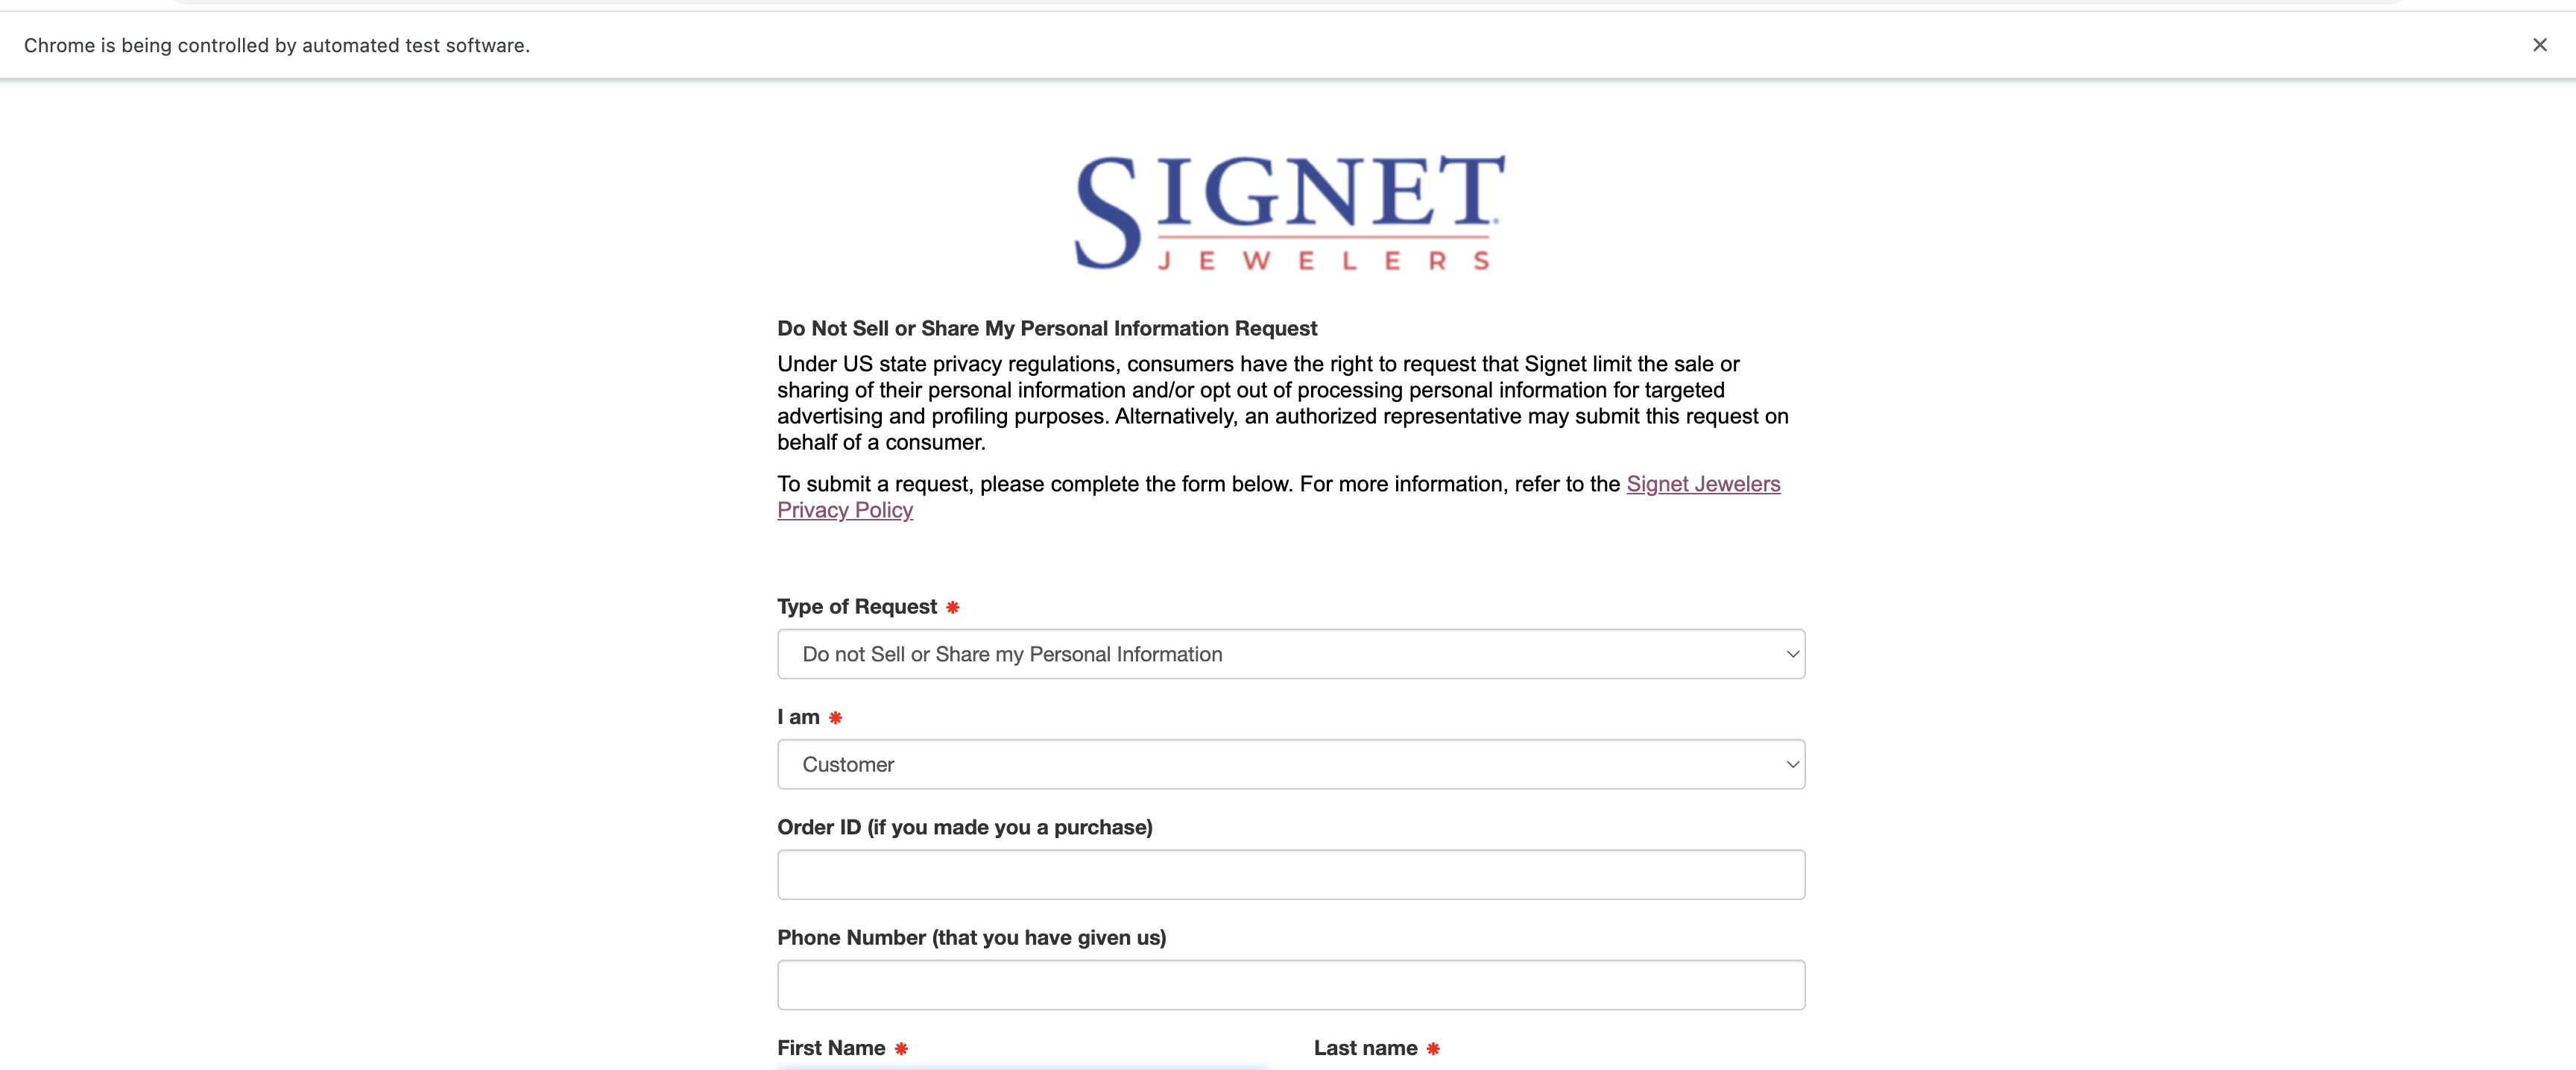 Chrome is being controlled by automated test software.
SIGNET
JEWELERS
Do Not Sell or Share My Personal Information Request
Under US state privacy regulations, consumers have the right to request that Signet limit the sale or
sharing of their personal information and/or opt out of processing personal information for targeted
advertising and profiling purposes. Alternatively, an authorized representative may submit this request on
behalf of a consumer.
To submit a request, please complete the form below. For more information, refer to the Signet Jewelers
Privacy Policy
Type of Request *
Do not Sell or Share my Personal Information
I am *
Customer
Order ID (if you made you a purchase)
Phone Number (that you have given us)
First Name * Last name *